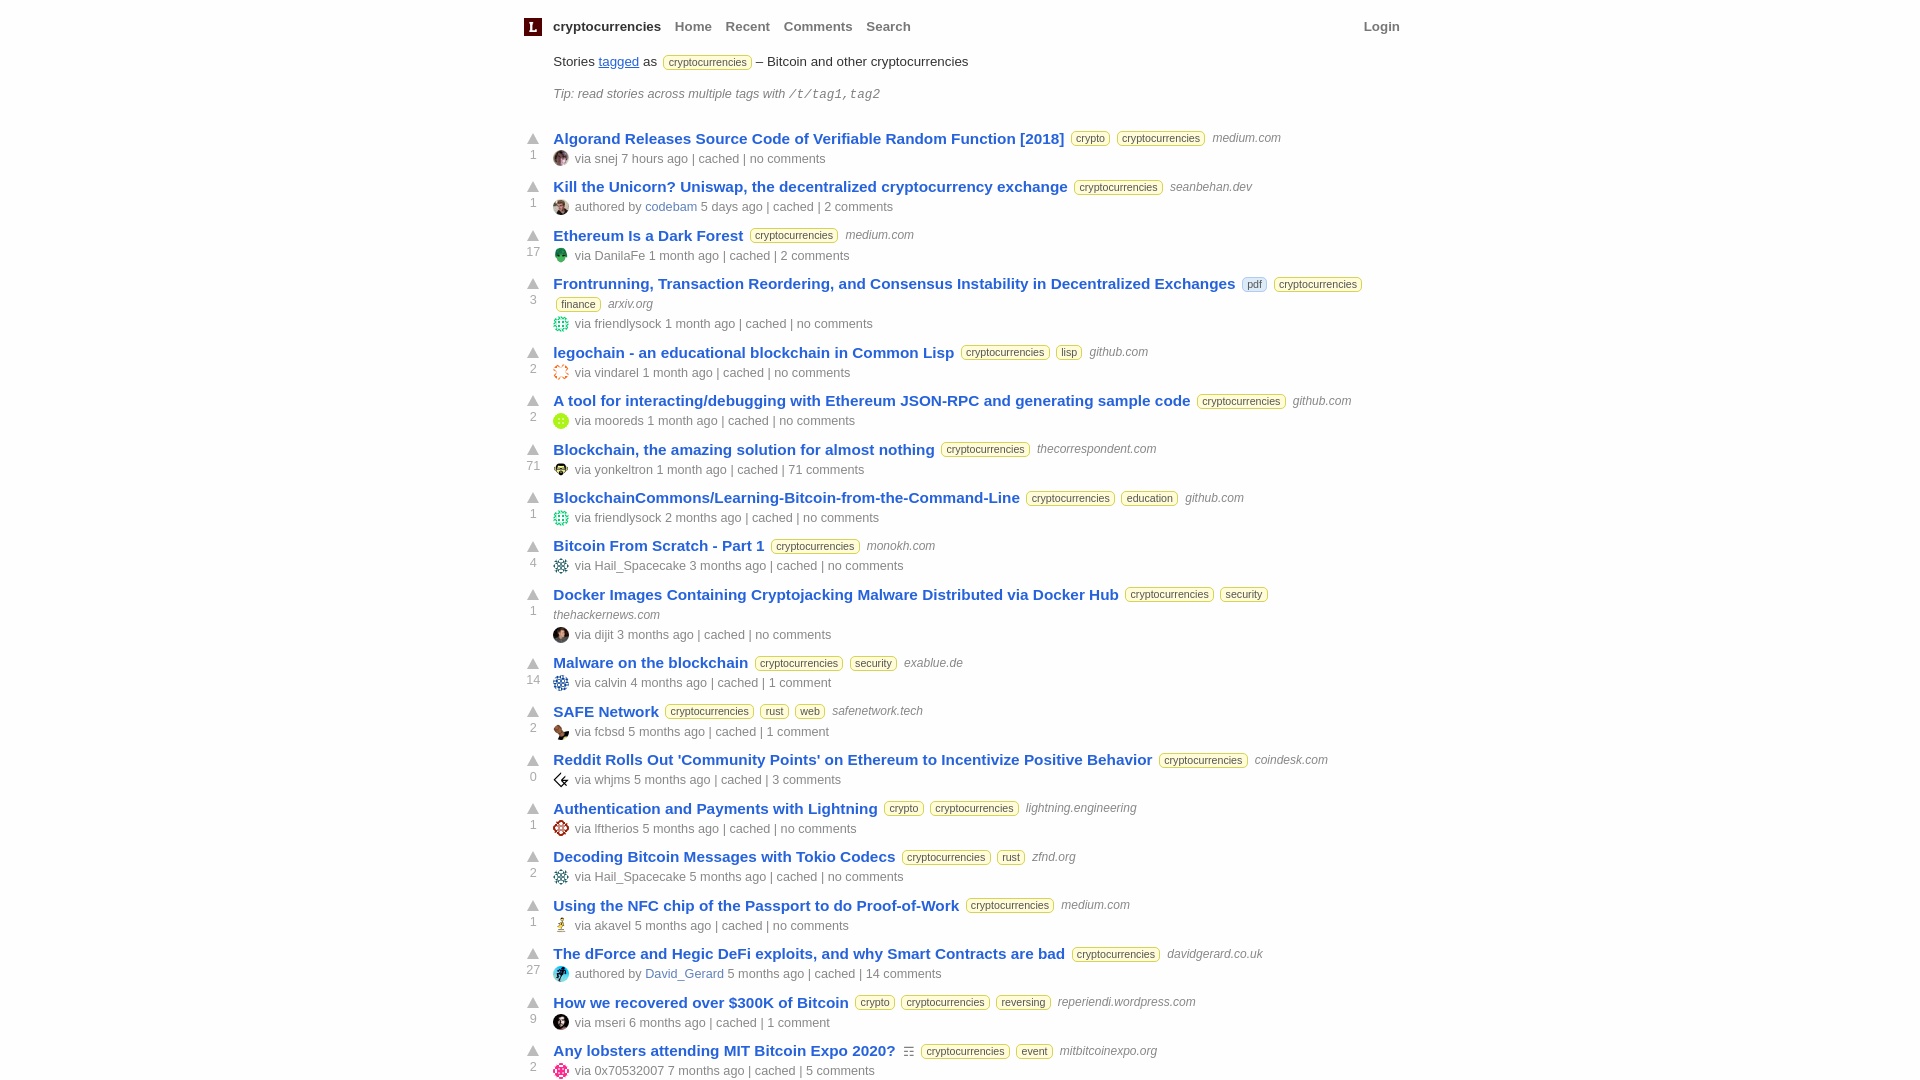 L cryptocurrencies Home Recent Comments Search Login
Stories tagged as cryptocurrencies – Bitcoin and other cryptocurrencies
Tip: read stories across multiple tags with /t/tag1,tag2
Algorand Releases Source Code of Verifiable Random Function [2018] crypto cryptocurrencies medium.com
1 via snej 7 hours ago | cached | no comments
Kill the Unicorn? Uniswap, the decentralized cryptocurrency exchange cryptocurrencies seanbehan.dev
1 authored by codebam 5 days ago | cached | 2 comments
Ethereum Is a Dark Forest cryptocurrencies medium.com
17 via DanilaFe 1 month ago | cached | 2 comments
Frontrunning, Transaction Reordering, and Consensus Instability in Decentralized Exchanges pdf cryptocurrencies
3 finance arxiv.org
via friendlysock 1 month ago | cached | no comments
legochain - an educational blockchain in Common Lisp cryptocurrencies lisp github.com
2 via vindarel 1 month ago | cached | no comments
A tool for interacting/debugging with Ethereum JSON-RPC and generating sample code cryptocurrencies github.com
2 via mooreds 1 month ago | cached | no comments
Blockchain, the amazing solution for almost nothing cryptocurrencies thecorrespondent.com
71 via yonkeltron 1 month ago | cached | 71 comments
BlockchainCommons/Learning-Bitcoin-from-the-Command-Line cryptocurrencies education github.com
1 via friendlysock 2 months ago | cached | no comments
Bitcoin From Scratch - Part 1 cryptocurrencies monokh.com
4 via Hail_Spacecake 3 months ago | cached | no comments
Docker Images Containing Cryptojacking Malware Distributed via Docker Hub cryptocurrencies security
1 thehackernews.com
via dijit 3 months ago | cached | no comments
Malware on the blockchain cryptocurrencies security exablue.de
14 via calvin 4 months ago | cached | 1 comment
SAFE Network cryptocurrencies rust web safenetwork.tech
2 via fcbsd 5 months ago | cached | 1 comment
Reddit Rolls Out 'Community Points' on Ethereum to Incentivize Positive Behavior cryptocurrencies coindesk.com
0 via whjms 5 months ago | cached | 3 comments
Authentication and Payments with Lightning crypto cryptocurrencies lightning.engineering
1 via lftherios 5 months ago | cached | no comments
Decoding Bitcoin Messages with Tokio Codecs cryptocurrencies rust zfnd.org
2 via Hail_Spacecake 5 months ago | cached | no comments
Using the NFC chip of the Passport to do Proof-of-Work cryptocurrencies medium.com
1 via akavel 5 months ago | cached | no comments
The dForce and Hegic DeFi exploits, and why Smart Contracts are bad cryptocurrencies davidgerard.co.uk
27 authored by David_Gerard 5 months ago | cached | 14 comments
How we recovered over $300K of Bitcoin crypto cryptocurrencies reversing reperiendi.wordpress.com
9 via mseri 6 months ago | cached | 1 comment
Any lobsters attending MIT Bitcoin Expo 2020? ☶ cryptocurrencies event mitbitcoinexpo.org
2 via 0x70532007 7 months ago | cached | 5 comments